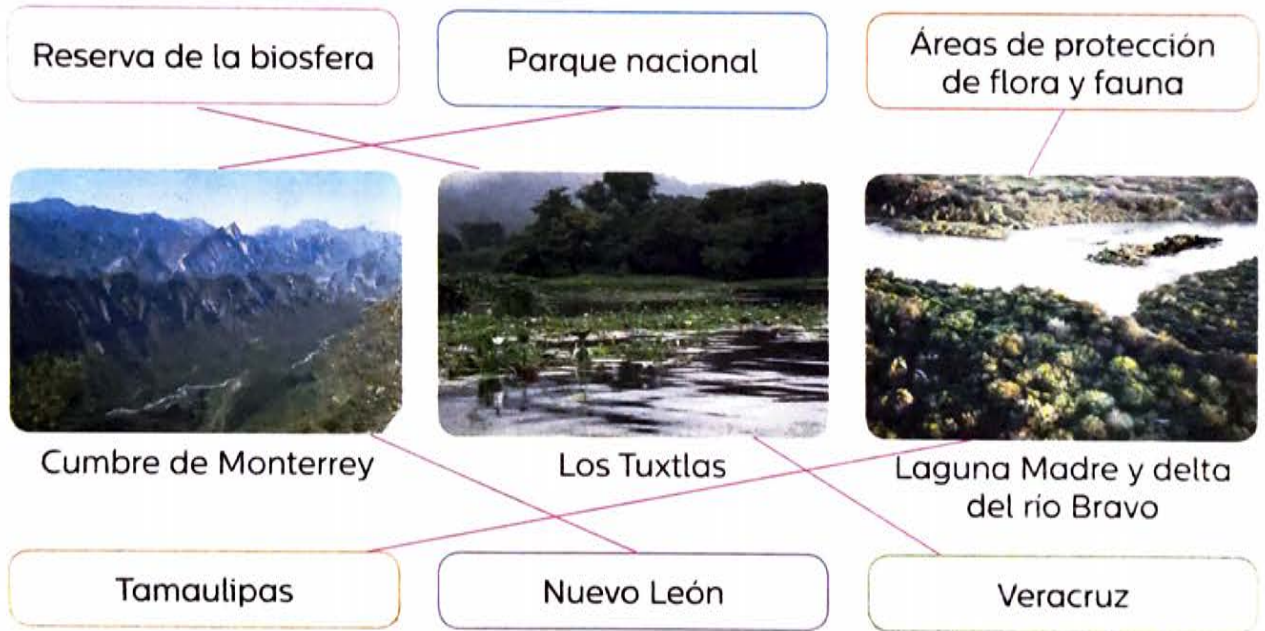 Reserva de la biosfera
Parque nacional
Áreas de protección
de flora y fauna
Cumbre de Monterrey
Los Tuxtlas
Laguna Madre y delta
del río Bravo
Tamaulipas
Nuevo León
Veracruz